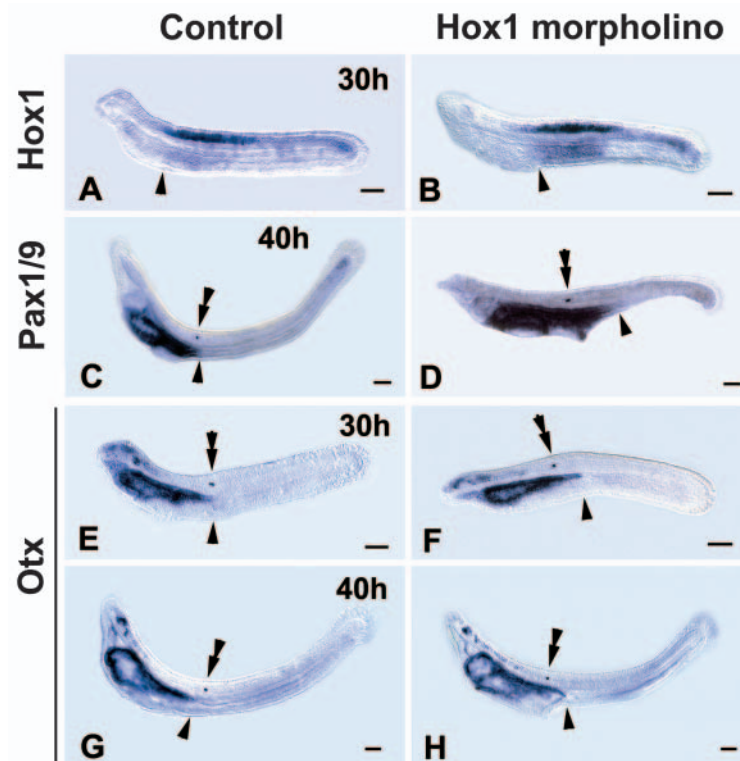 Control
Hox1 morpholino
Hox1
30h
A
B
Pax1/9
40h
C
D
Otx
30h
E
F
40h
G
H